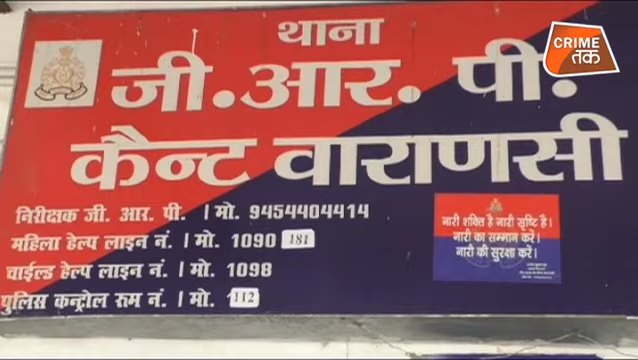 CRIME
तक
थाना
जी.आर. पी.
कैन्ट वाराणसी
निरीक्षक जी. आर. पी. । मो. 9454404414
महिला हेल्प लाइन नं. । मो. 1090 181
चाईल्ड हेल्प लाइन नं. । मो. 1098
पुलिस कन्ट्रोल रूम नं. । मो. 112
नारी शक्ति है नारी सृष्टि है।
नारी का सम्मान करें।
नारी की सुरक्षा करें।